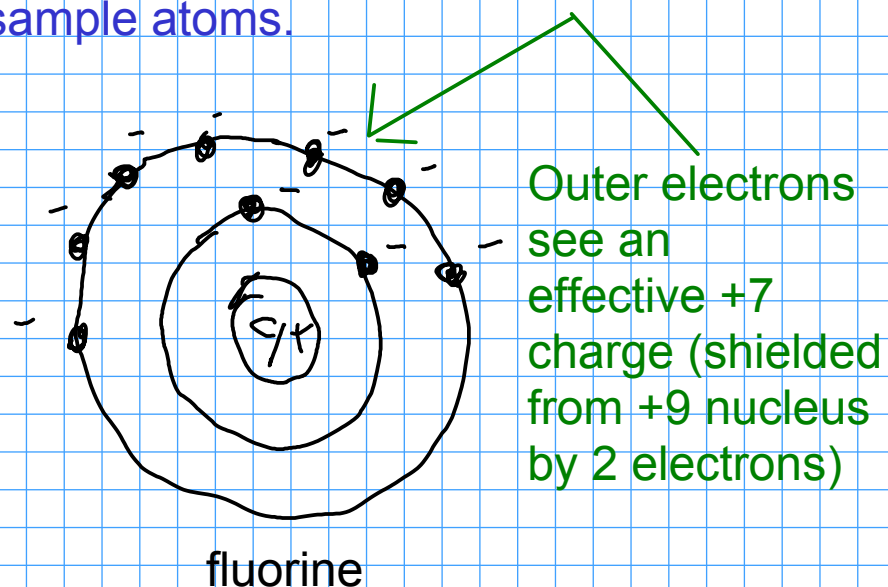 sample atoms.
Outer electrons
see an
effective +7
charge (shielded
from +9 nucleus
by 2 electrons)
fluorine